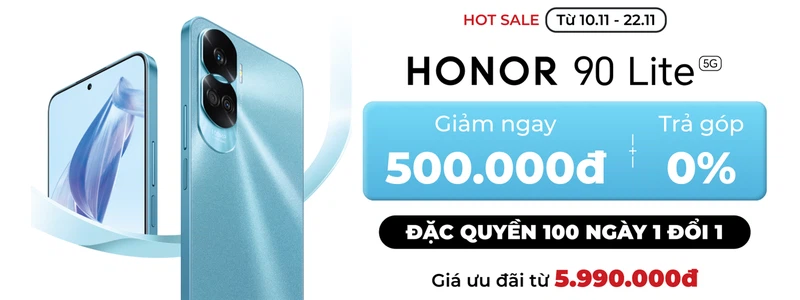 HOT SALE Từ 10.11 - 22.11
HONOR 90 Lite 5G
Giảm ngay
500.000đ
+
Trả góp
0%
ĐẶC QUYỀN 100 NGÀY 1 ĐỔI 1
Giá ưu đãi từ 5.990.000đ